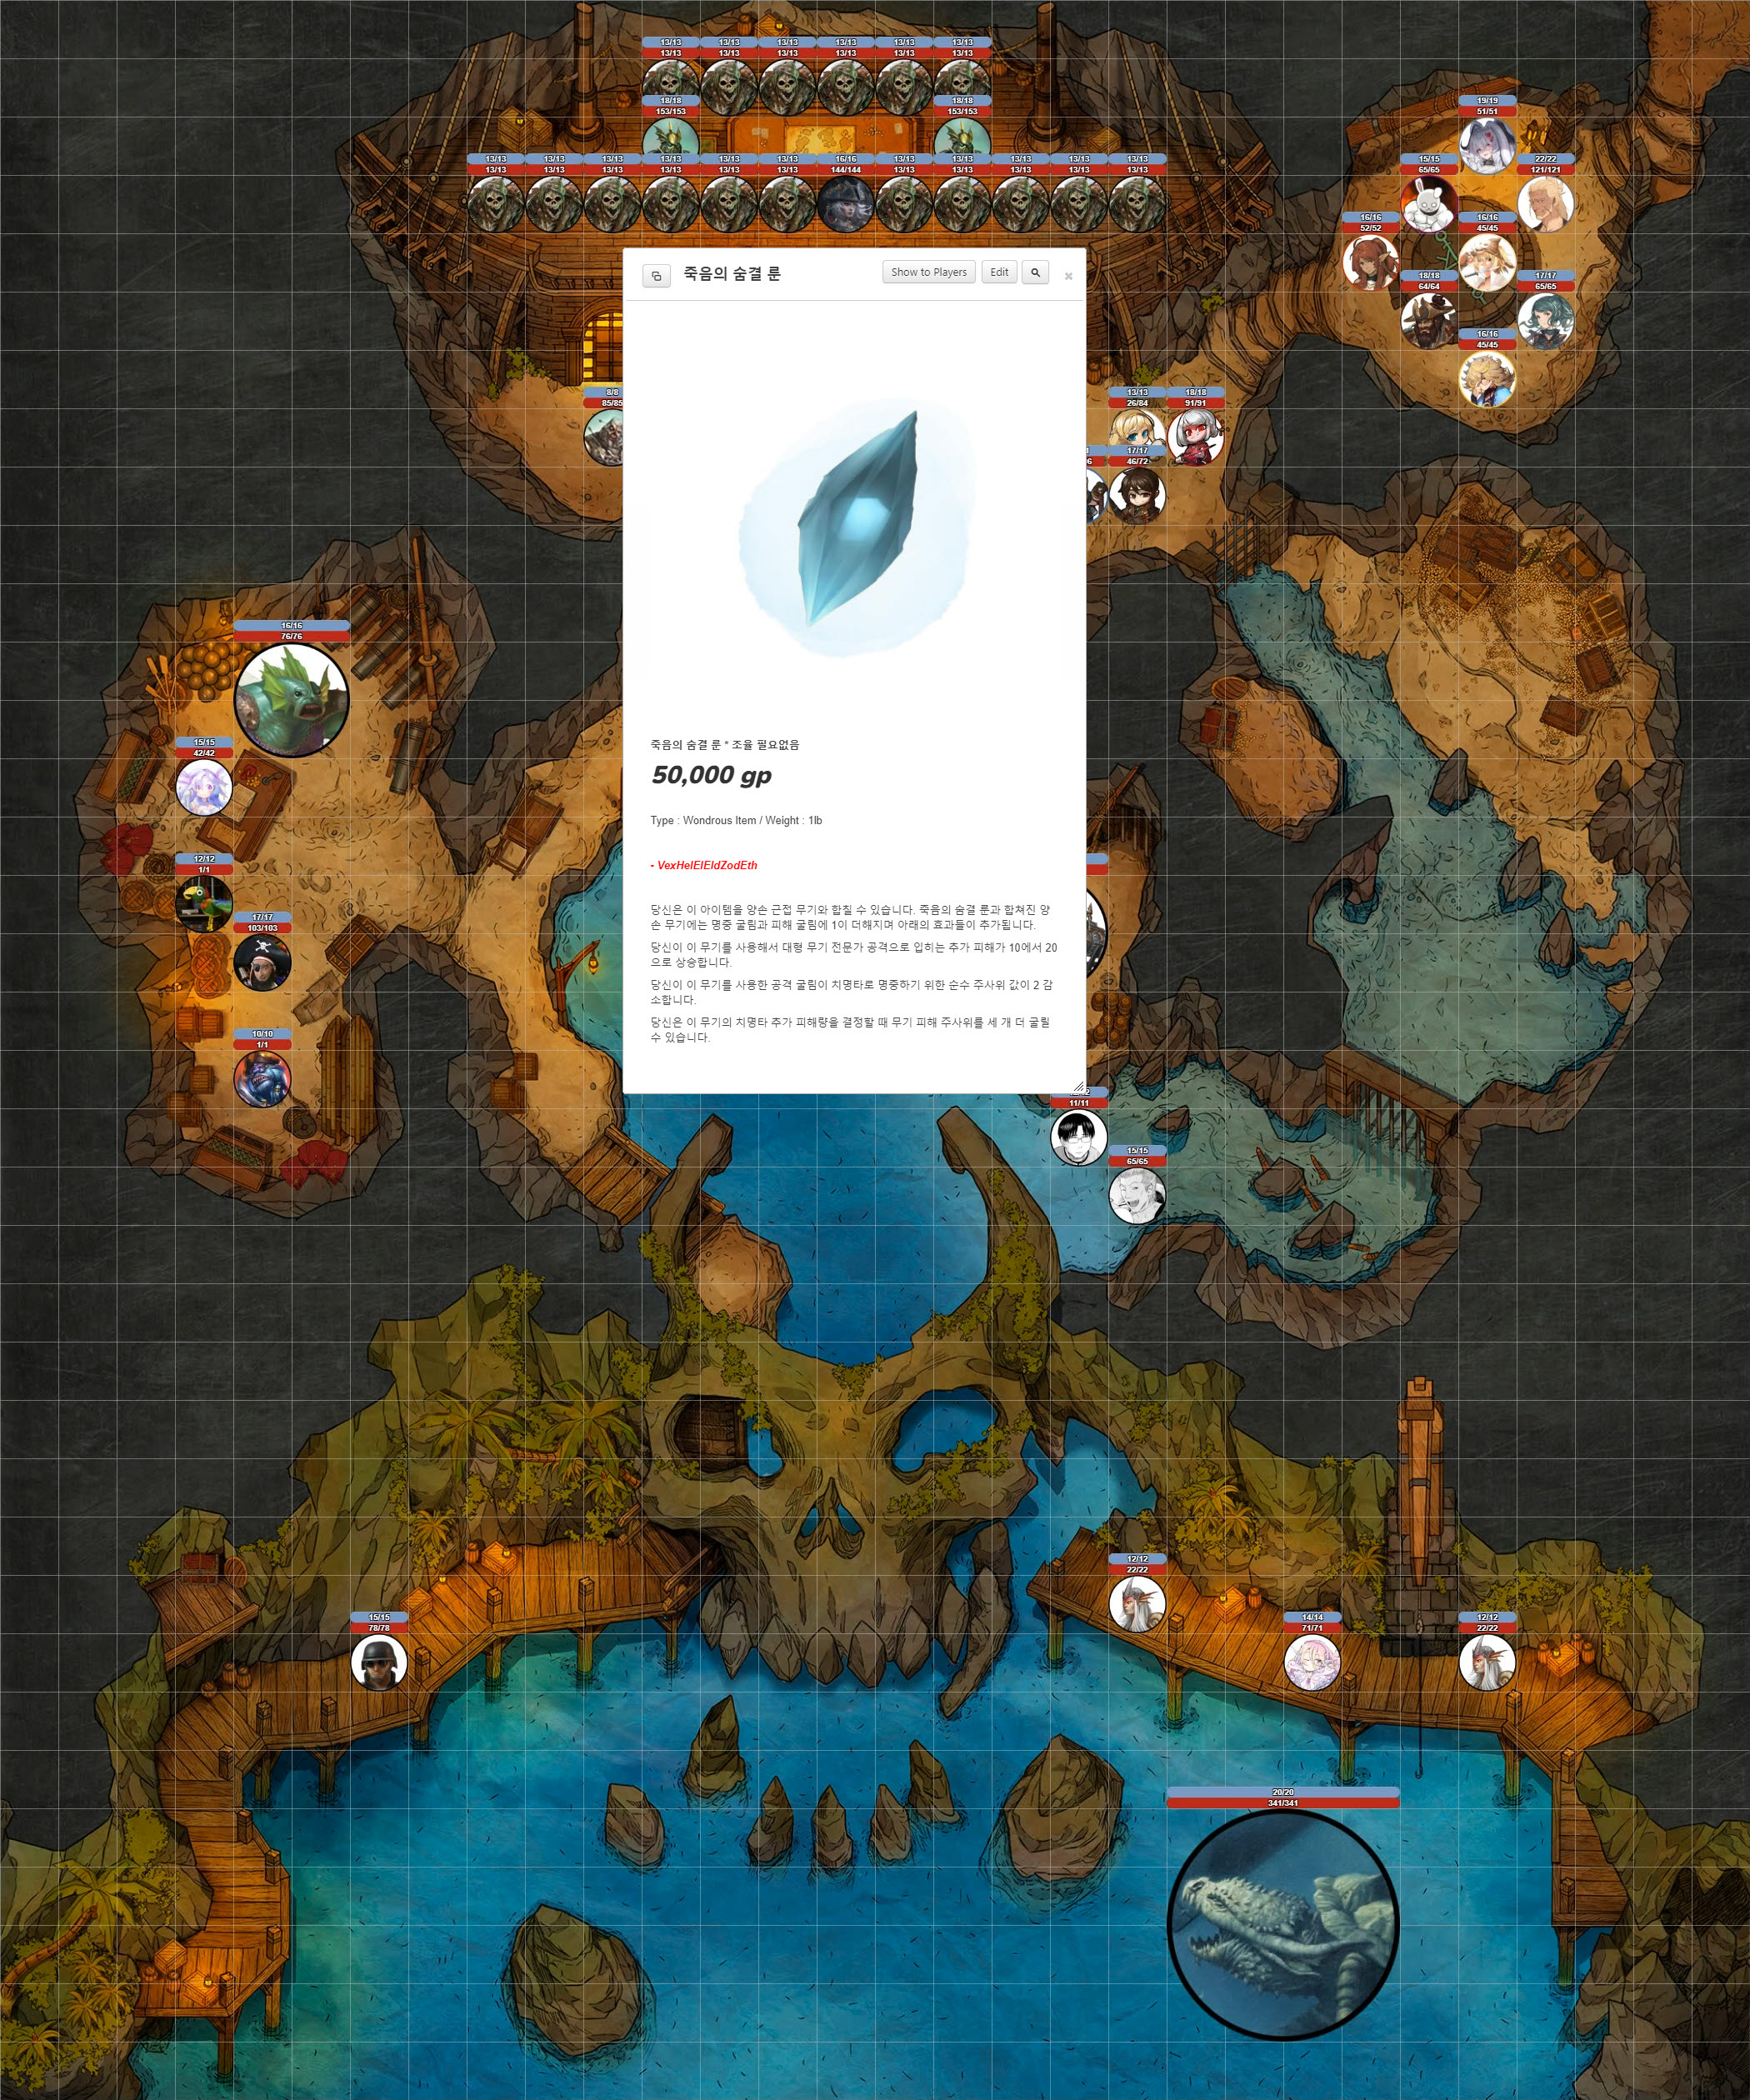 13/13 13/13 13/13 13/13 13/13 13/13
13/13 13/13 13/13 13/13 13/13 13/13
18/18 18/18
153/153 153/153
19/19
51/51
13/13 13/13 13/13 13/13 13/13 13/13 16/16 13/13 13/13 13/13 13/13 13/13
13/13 13/13 13/13 13/13 13/13 13/13 144/144 13/13 13/13 13/13 13/13 13/13
15/15 22/22
65/65 121/121
16/16 16/16
52/52 45/45
18/18 17/17
64/64 65/65
16/16
45/45
죽음의 숨결 룬 Show to Players Edit
8/8
85/85
13/13 18/18
26/84 91/91
17/17
46/72
16/16
76/76
15/15
42/42
12/12
1/1
17/17
103/103
10/10
1/1
죽음의 숨결 룬 * 조율 필요없음
50,000 gp
Type : Wondrous Item / Weight : 1lb
- VexHelElEldZodEth
당신은 이 아이템을 양손 근접 무기와 합칠 수 있습니다. 죽음의 숨결 룬과 합쳐진 양
손 무기에는 명중 굴림과 피해 굴림에 1이 더해지며 아래의 효과들이 추가됩니다.
당신이 이 무기를 사용해서 대형 무기 전문가 공격으로 입히는 추가 피해가 10에서 20
으로 상승합니다.
당신이 이 무기를 사용한 공격 굴림이 치명타로 명중하기 위한 순수 주사위 값이 2 감
소합니다.
당신은 이 무기의 치명타 추가 피해량을 결정할 때 무기 피해 주사위를 세 개 더 굴릴
수 있습니다.
11/11
15/15
65/65
12/12
22/22
15/15
78/78
14/14 12/12
71/71 22/22
20/20
341/341